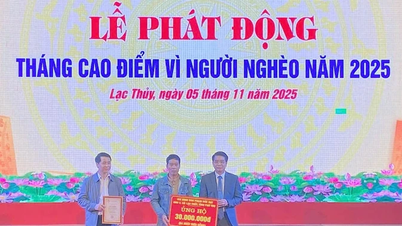 LỄ PHÁT ĐỘNG
THÁNG CAO ĐIỂM VÌ NGƯỜI NGHÈO NĂM 2025
Lạc Thủy, ngày 05 tháng 11 năm 2025
ỦNG HỘ
30.000.000đ